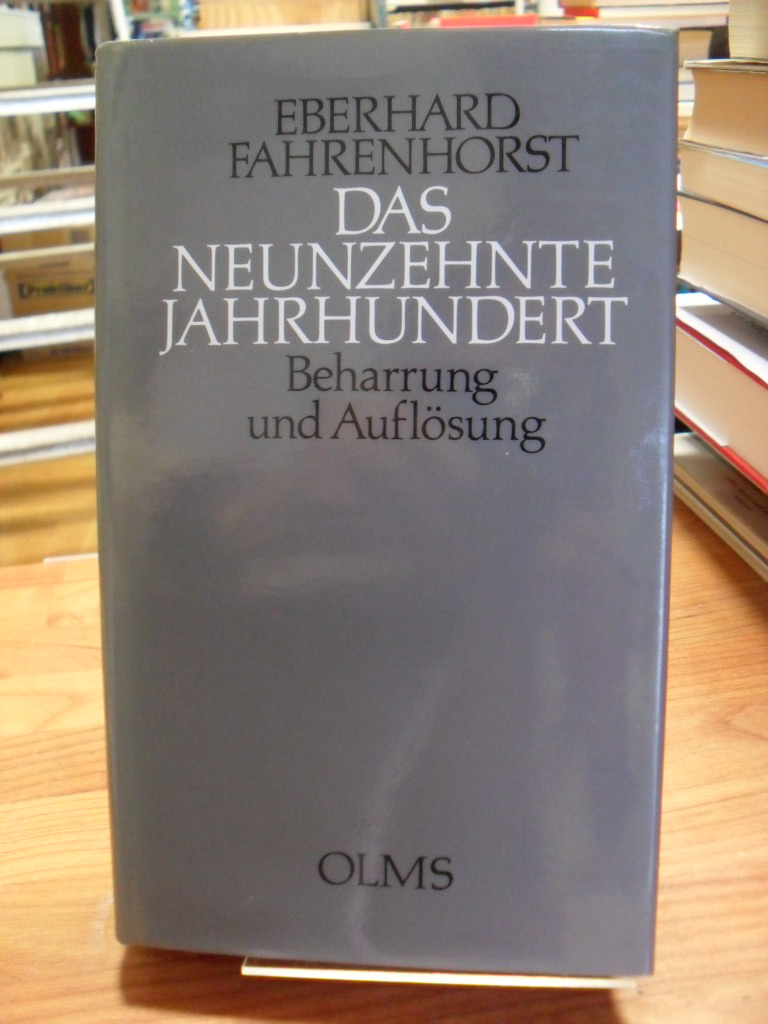 EBERHARD
FAHRENHORST
DAS
NEUNZEHNTE
JAHRHUNDERT
Beharrung
und Auflösung
OLMS